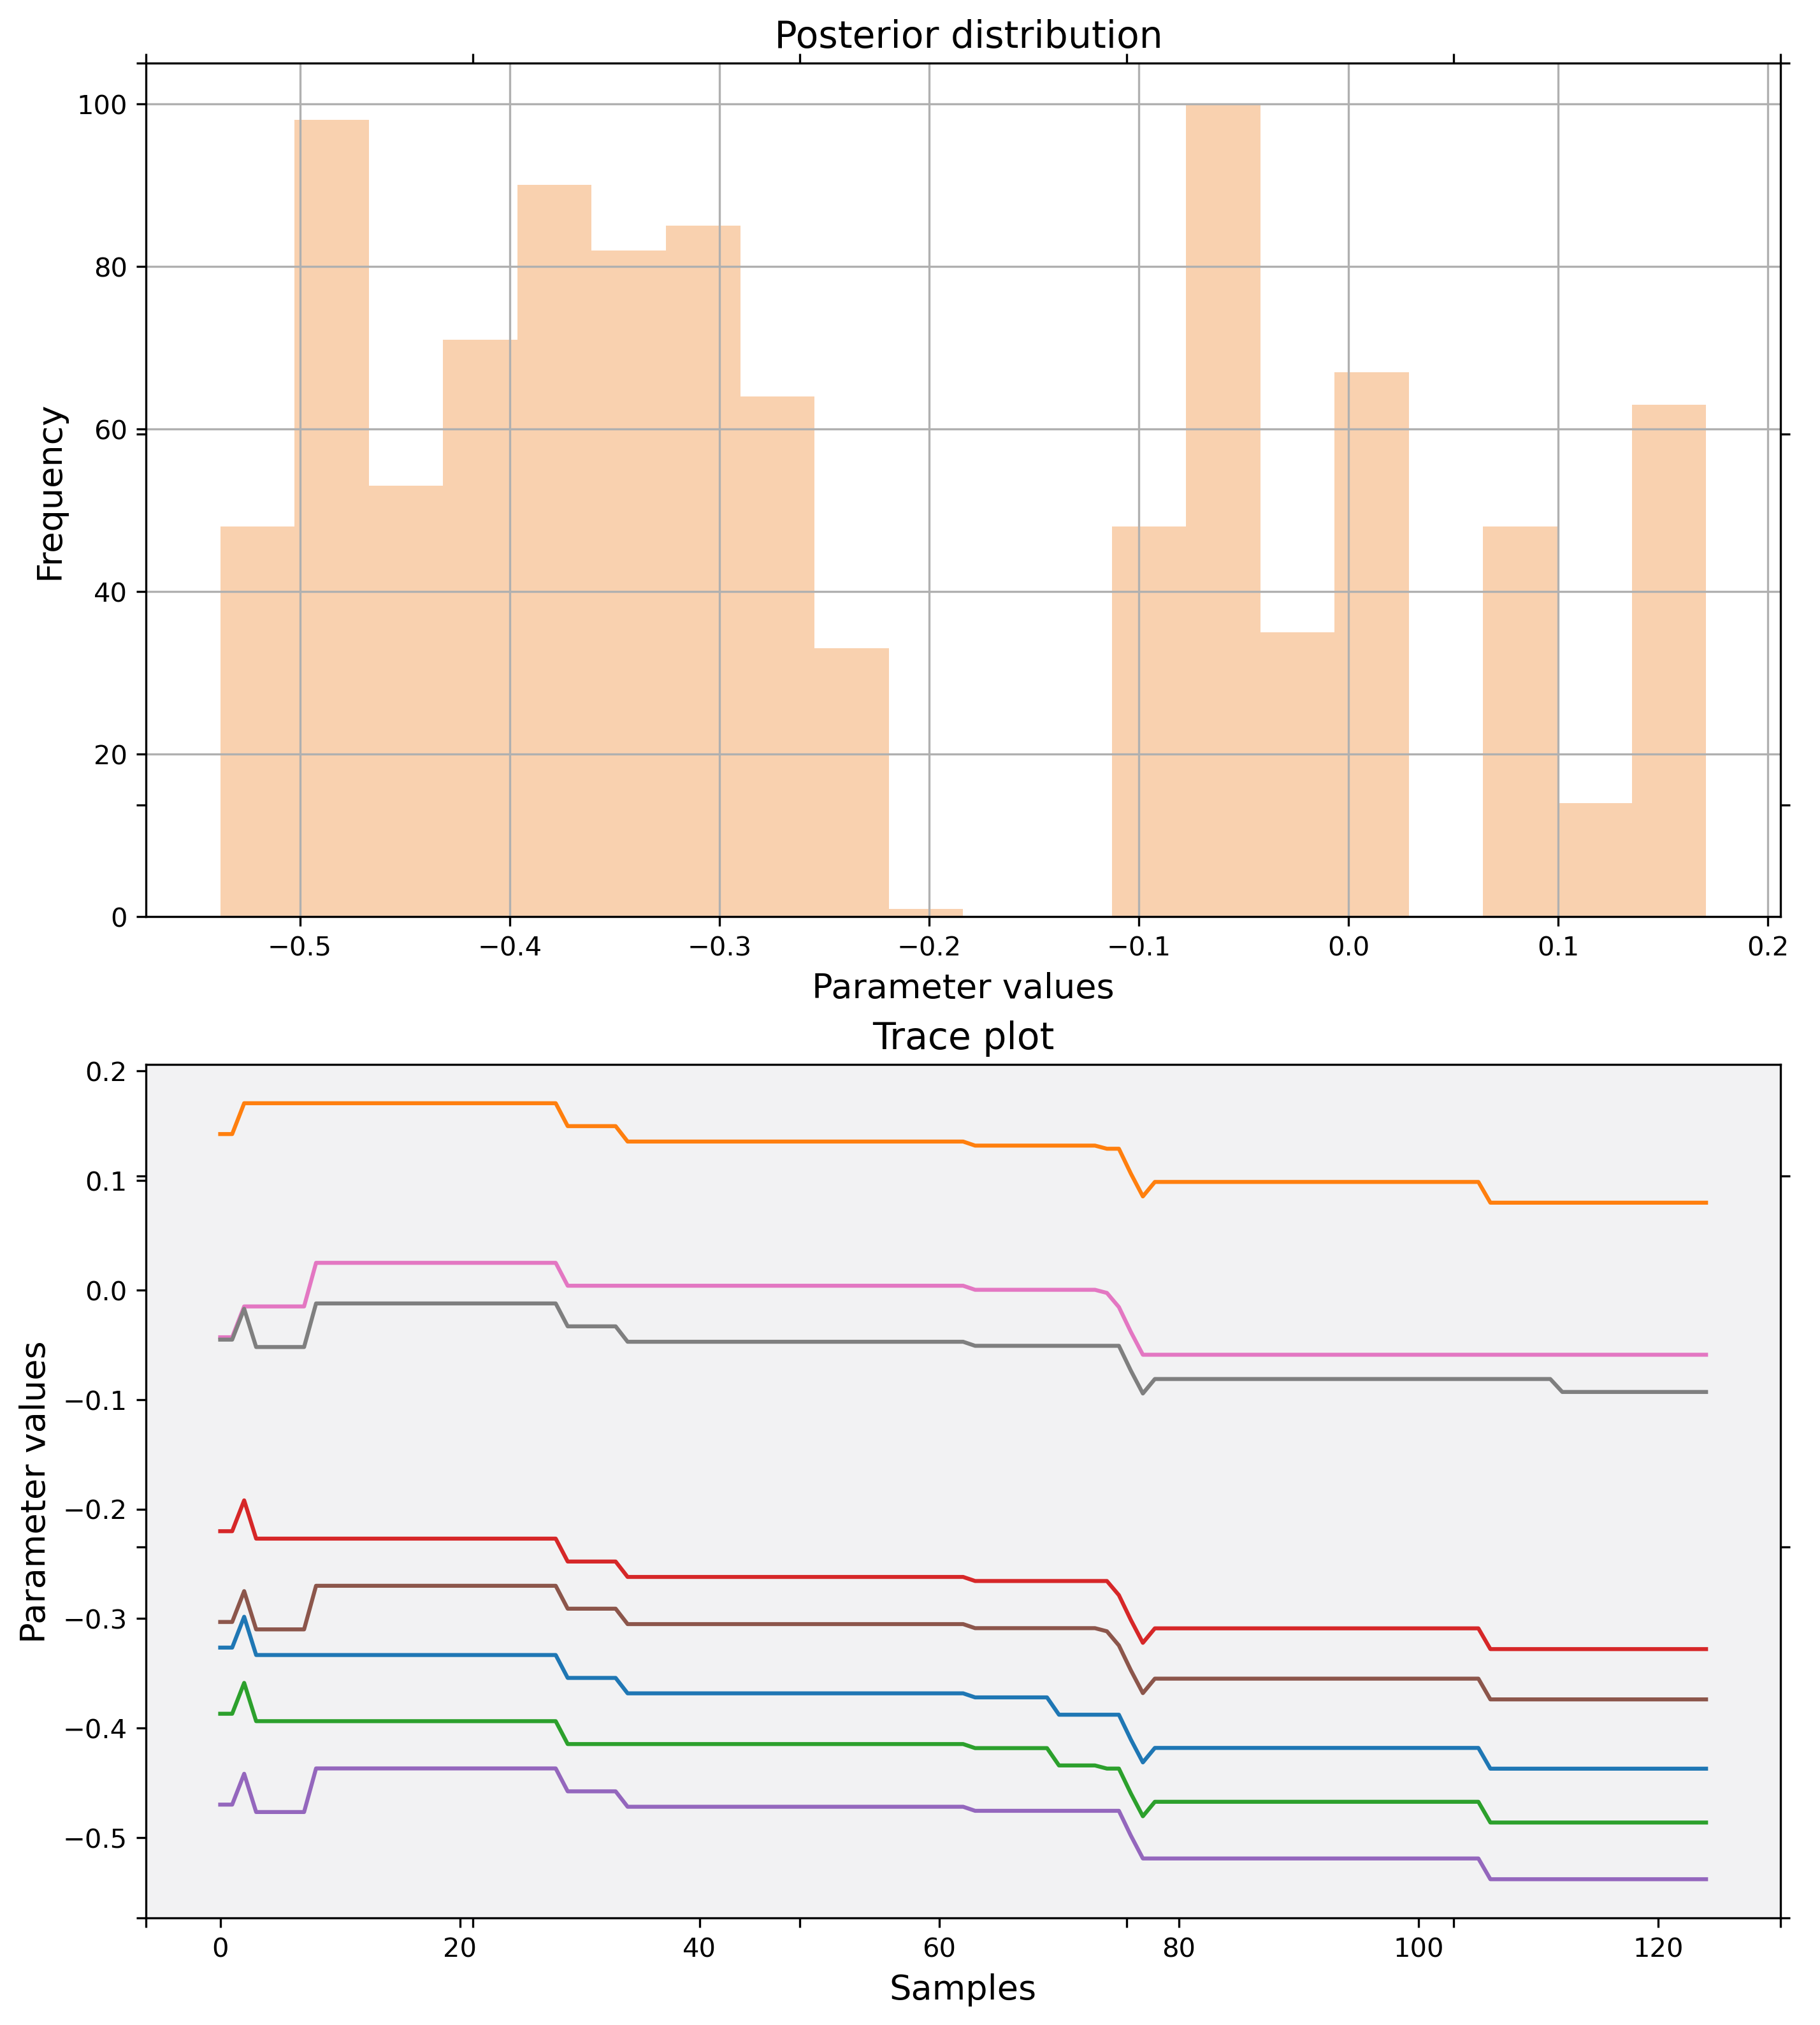 Posterior distribution
100
80
60
40
20
0
Frequency
−0.5 −0.4 −0.3 −0.2 −0.1 0.0 0.1 0.2
Parameter values
Trace plot
0.2
0.1
0.0
−0.1
−0.2
−0.3
−0.4
−0.5
Parameter values
0 20 40 60 80 100 120
Samples